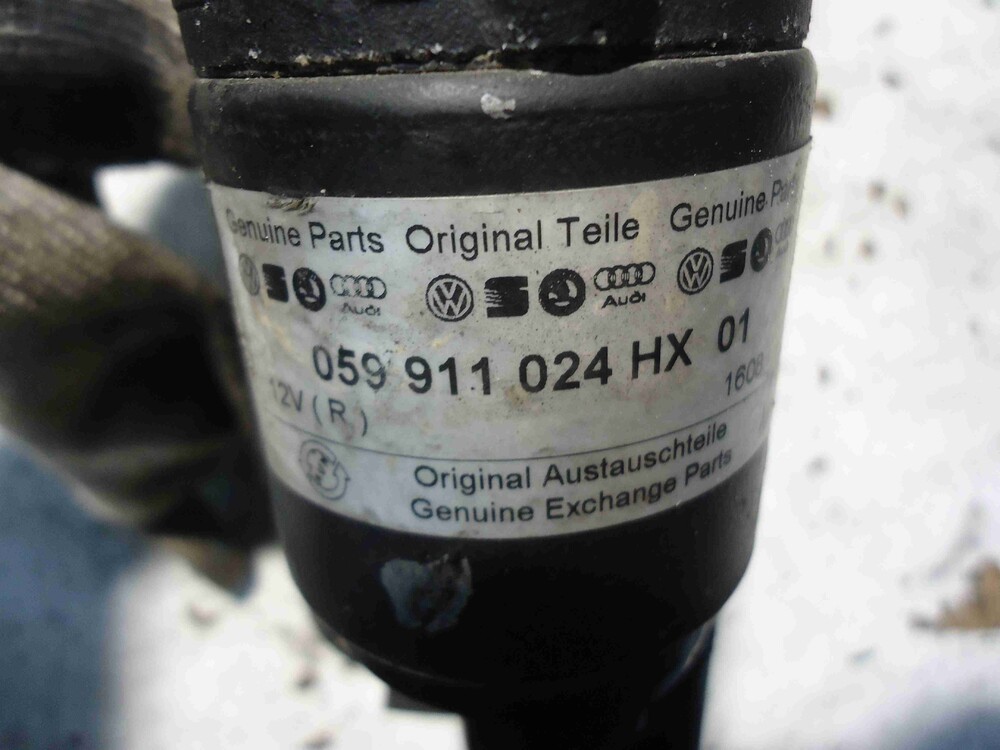 Genuine Parts Original Teile Genuine Parts
Audi Audi
059 911 024 HX 01
12V ( R ) 1608
Original Austauschteile
Genuine Exchange Parts